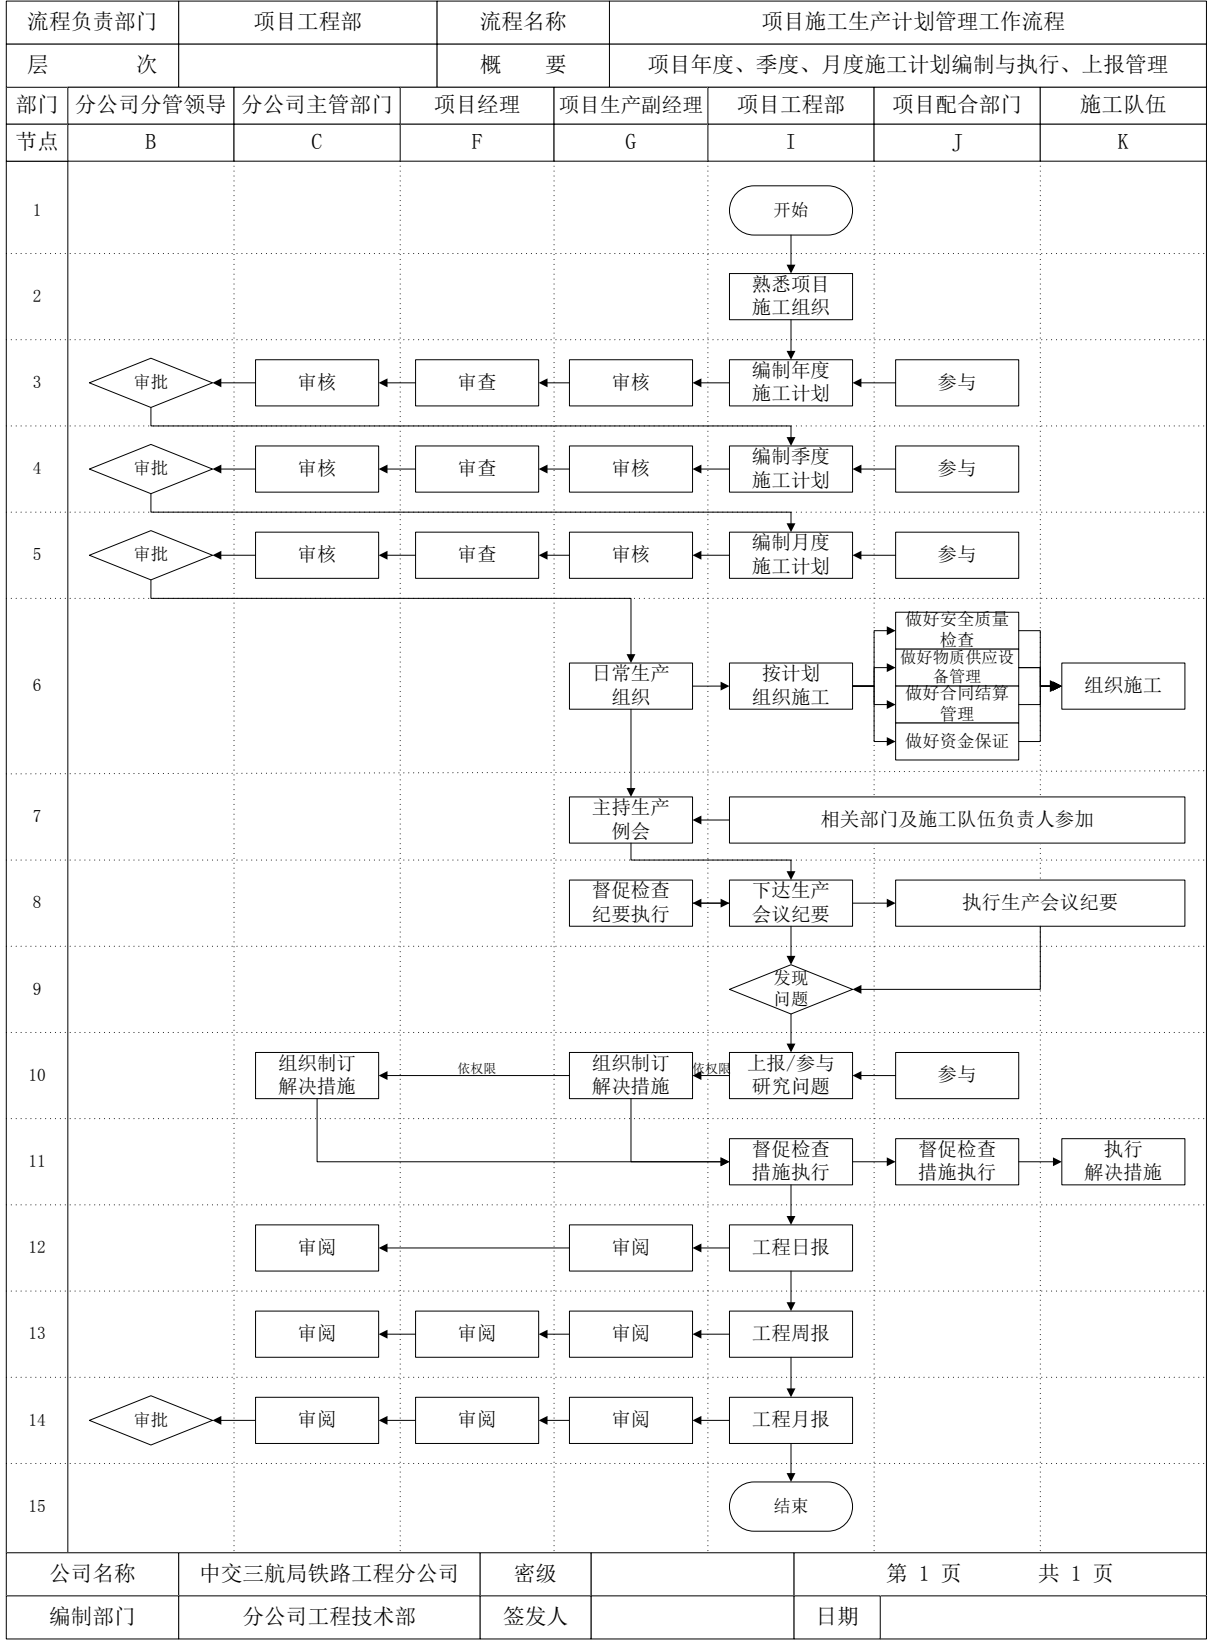 流程负责部门 项目工程部 流程名称 项目施工生产计划管理工作流程
层 次 概 要 项目年度、季度、月度施工计划编制与执行、上报管理
部门 分公司分管领导 分公司主管部门 项目经理 项目生产副经理 项目工程部 项目配合部门 施工队伍
节点 B C F G I J K
1 开始
2 熟悉项目
施工组织
3 审批 审核 审查 审核 编制年度 参与
施工计划
4 审批 审核 审查 审核 编制季度 参与
施工计划
5 审批 审核 审查 审核 编制月度 参与
施工计划
做好安全质量
检查
做好物质供应设
备管理
6 日常生产 按计划 组织施工
组织 组织施工
做好合同结算
管理
做好资金保证
7 主持生产 相关部门及施工队伍负责人参加
例会
8 督促检查 下达生产 执行生产会议纪要
纪要执行 会议纪要
9 发现
问题
10 组织制订 依权限 组织制订 依权限 上报/参与 参与
解决措施 解决措施 研究问题
11 督促检查 督促检查 执行
措施执行 措施执行 解决措施
12 审阅 审阅 工程日报
13 审阅 审阅 审阅 工程周报
14 审批 审阅 审阅 审阅 工程月报
15 结束
公司名称 中交三航局铁路工程分公司 密级 第 1 页 共 1 页
编制部门 分公司工程技术部 签发人 日期